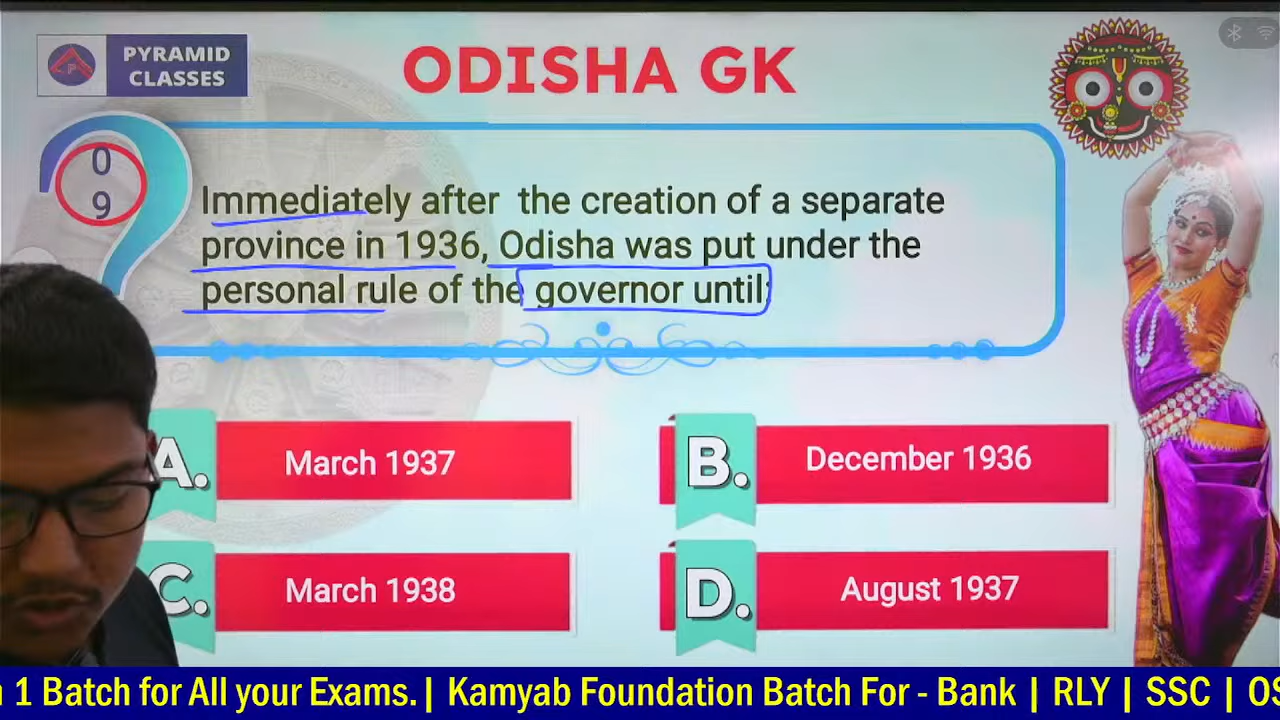 PYRAMID
CLASSES
P
ODISHA GK
0
9
Immediately after the creation of a separate
province in 1936, Odisha was put under the
personal rule of the governor until:
A.
March 1937
B.
December 1936
C.
March 1938
D.
August 1937
1 Batch for All your Exams. | Kamyab Foundation Batch For - Bank | RLY | SSC |